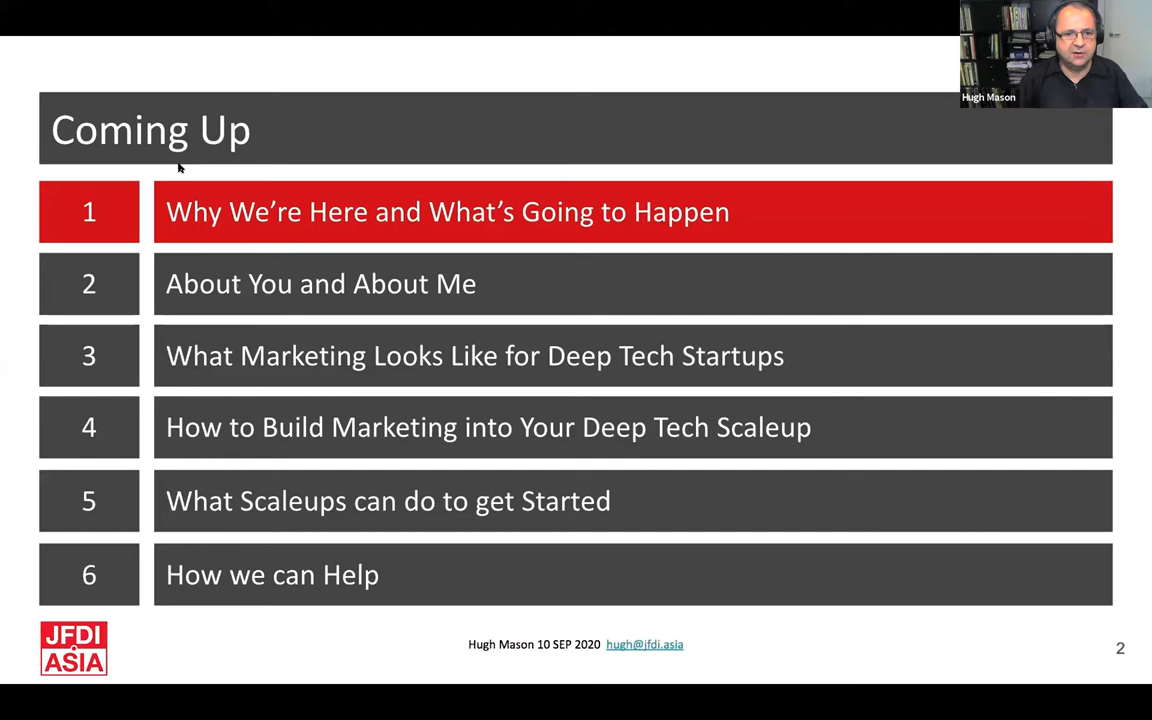 Hugh Mason
Coming Up
1 Why We’re Here and What’s Going to Happen
2 About You and About Me
3 What Marketing Looks Like for Deep Tech Startups
4 How to Build Marketing into Your Deep Tech Scaleup
5 What Scaleups can do to get Started
6 How we can Help
JFDI
ASIA
Hugh Mason 10 SEP 2020 hugh@jfdi.asia
2